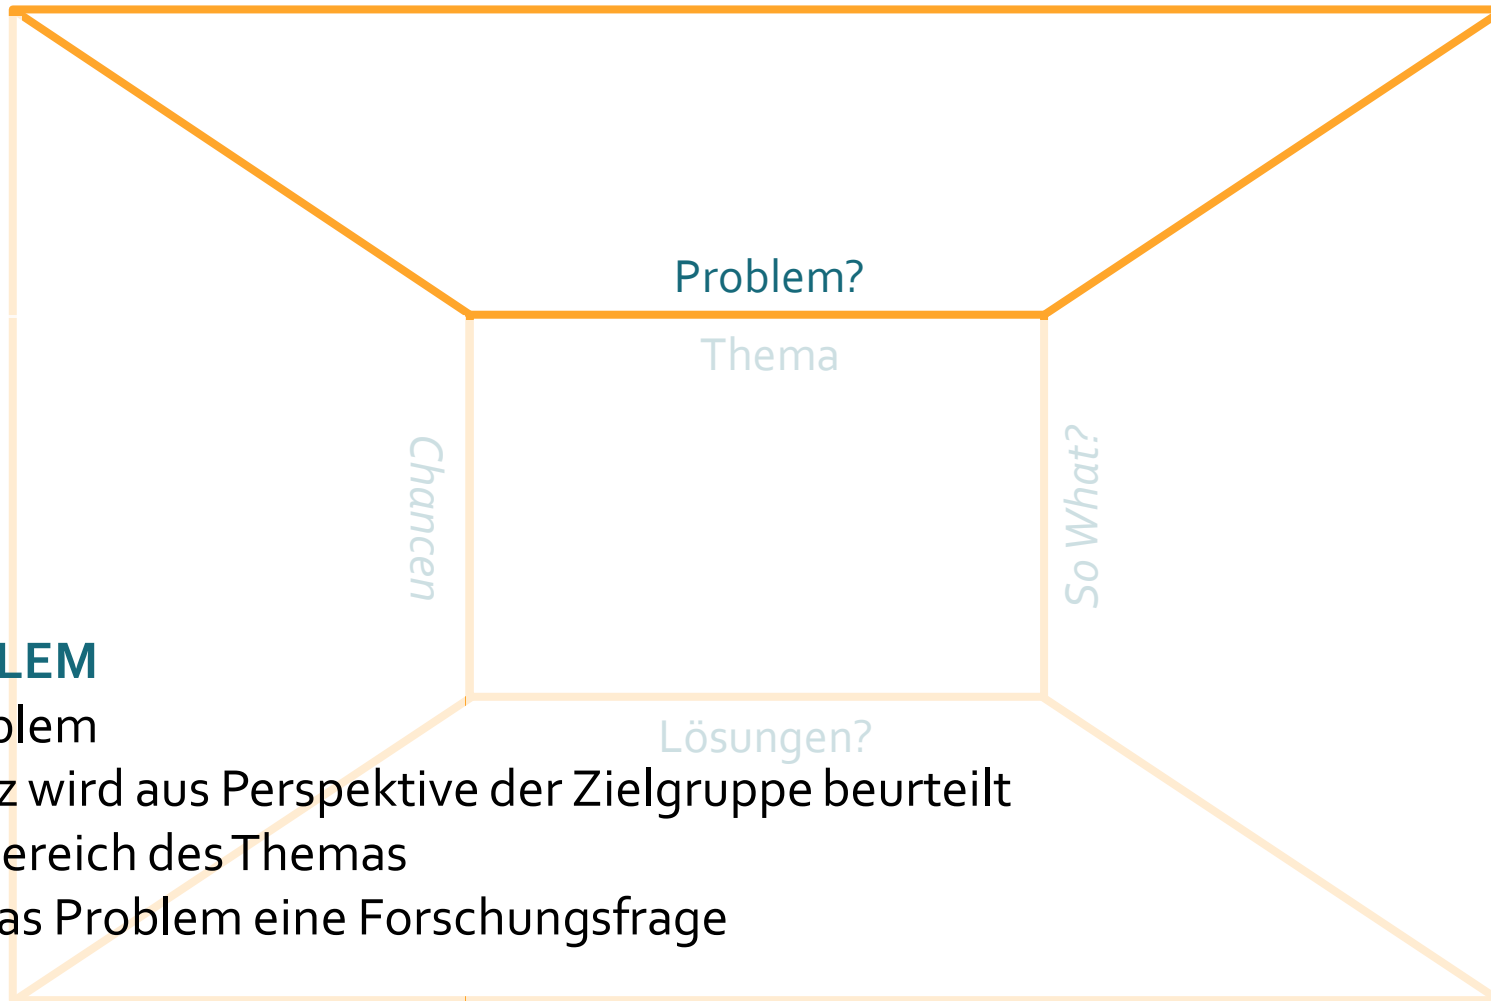 Problem?
Thema
Chancen
So What?
LEM
blem
z wird aus Perspektive der Zielgruppe beurteilt
ereich des Themas
as Problem eine Forschungsfrage
Lösungen?